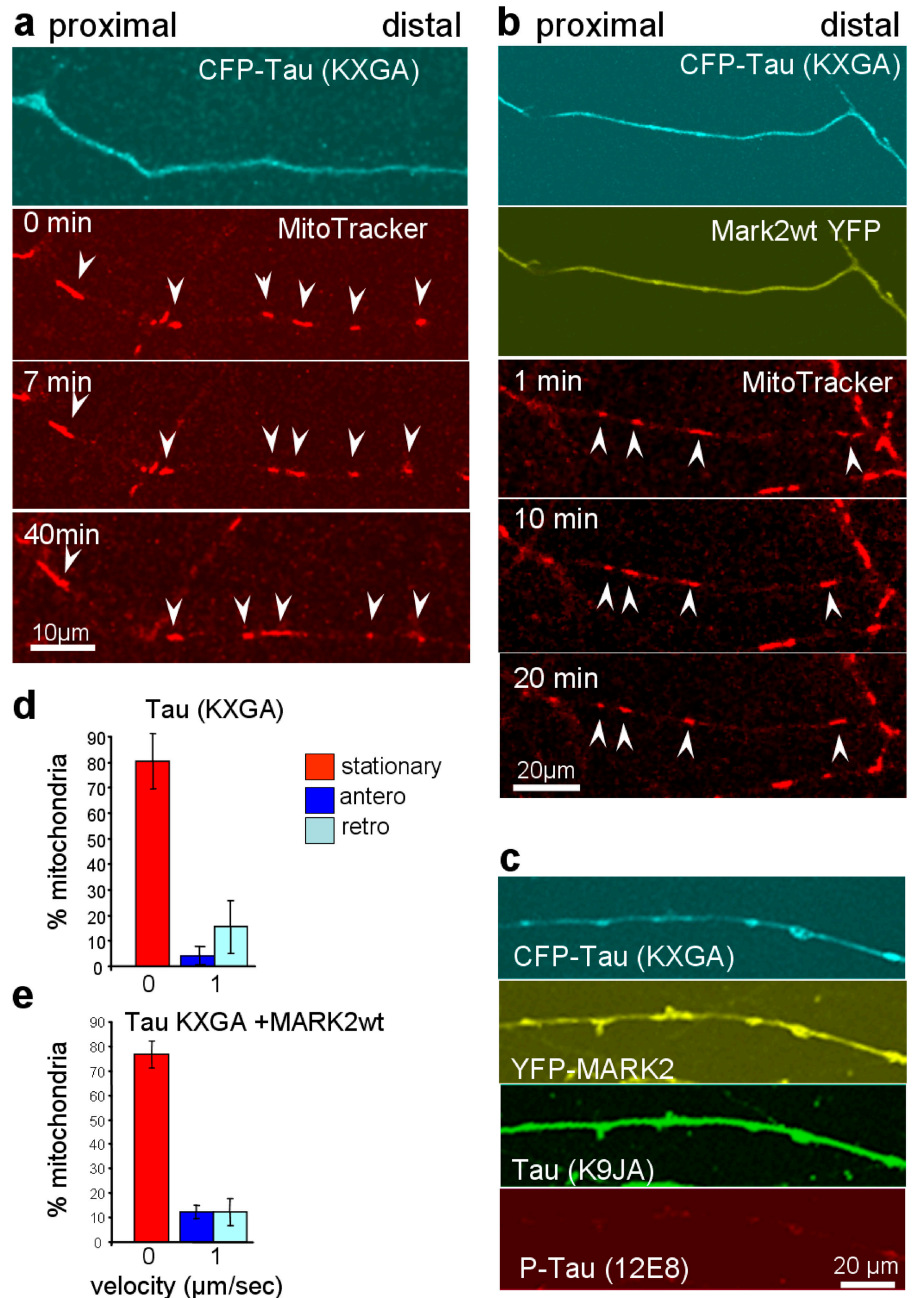 a
proximal distal
CFP-Tau (KXGA)
0 min
MitoTracker
7 min
40min
10µm
b
proximal distal
CFP-Tau (KXGA)
Mark2wt YFP
1 min
MitoTracker
10 min
20 min
20µm
c
CFP-Tau (KXGA)
YFP-MARK2
Tau (K9JA)
P-Tau (12E8)
20 µm
d
Tau (KXGA)
% mitochondria
90
80
70
60
50
40
30
20
10
0
0 1
stationary
antero
retro
e
Tau KXGA +MARK2wt
% mitochondria
90
80
70
60
50
40
30
20
10
0
0 1
velocity (µm/sec)